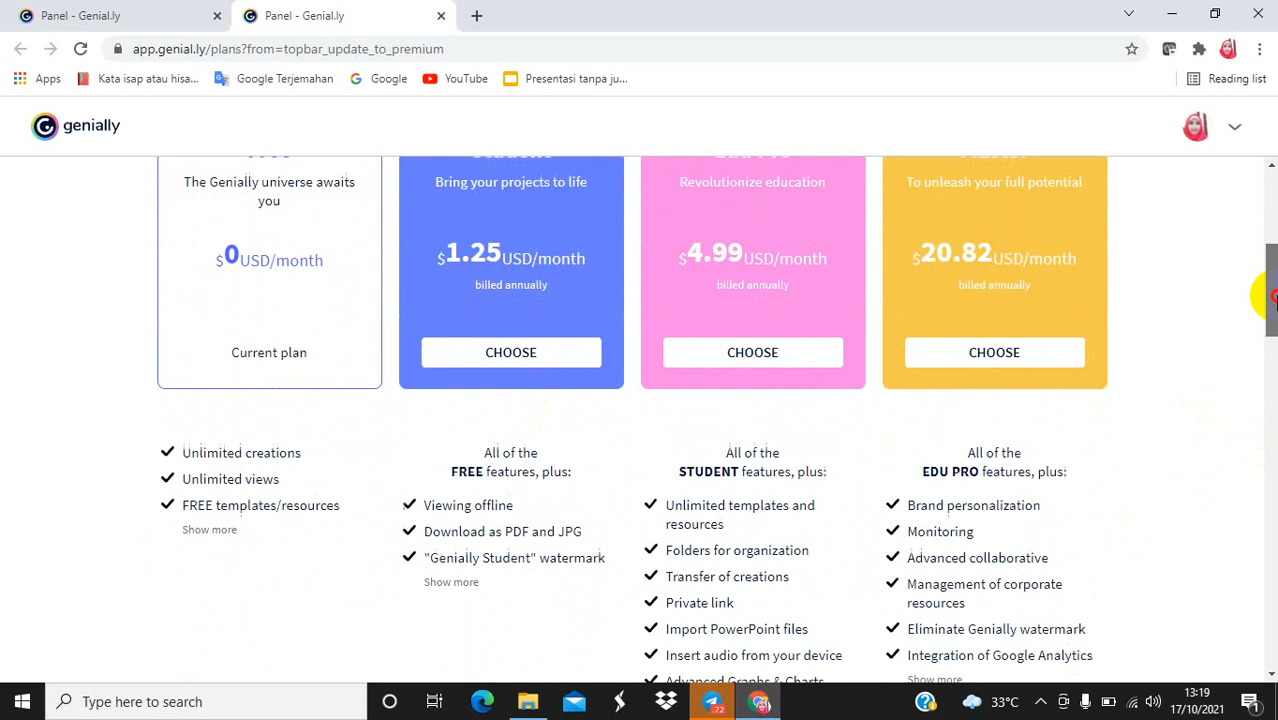 Panel - Genial.ly
Panel - Genial.ly
app.genial.ly/plans?from=topbar_update_to_premium
Apps
Kata isap atau hisa...
Google Terjemahan
Google
YouTube
Presentasi tanpa ju...
Reading list
genially
The Genially universe awaits
you
$0USD/month
Current plan
Bring your projects to life
$1.25USD/month
billed annually
CHOOSE
Revolutionize education
$4.99USD/month
billed annually
CHOOSE
To unleash your full potential
$20.82USD/month
billed annually
CHOOSE
Unlimited creations
Unlimited views
FREE templates/resources
Show more
All of the
FREE features, plus:
Viewing offline
Download as PDF and JPG
"Genially Student" watermark
Show more
All of the
STUDENT features, plus:
Unlimited templates and
resources
Folders for organization
Transfer of creations
Private link
Import PowerPoint files
Insert audio from your device
Advanced Graphs & Charts
All of the
EDU PRO features, plus:
Brand personalization
Monitoring
Advanced collaborative
Management of corporate
resources
Eliminate Genially watermark
Integration of Google Analytics
Show more
Type here to search
72
33°C
13:19
17/10/2021
1